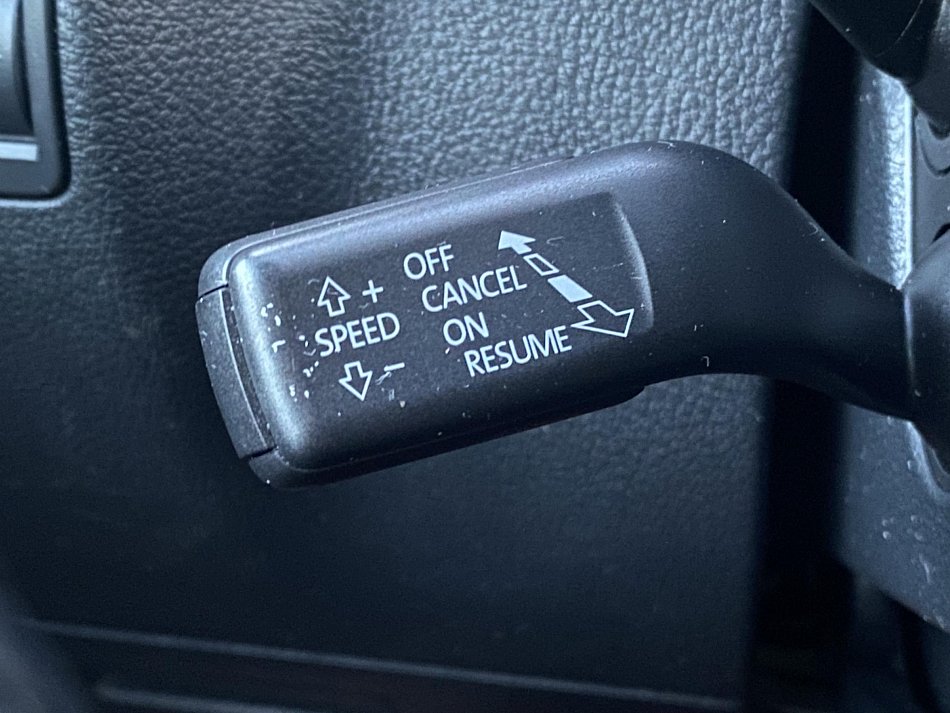 +
SPEED
−
OFF
CANCEL
ON
RESUME